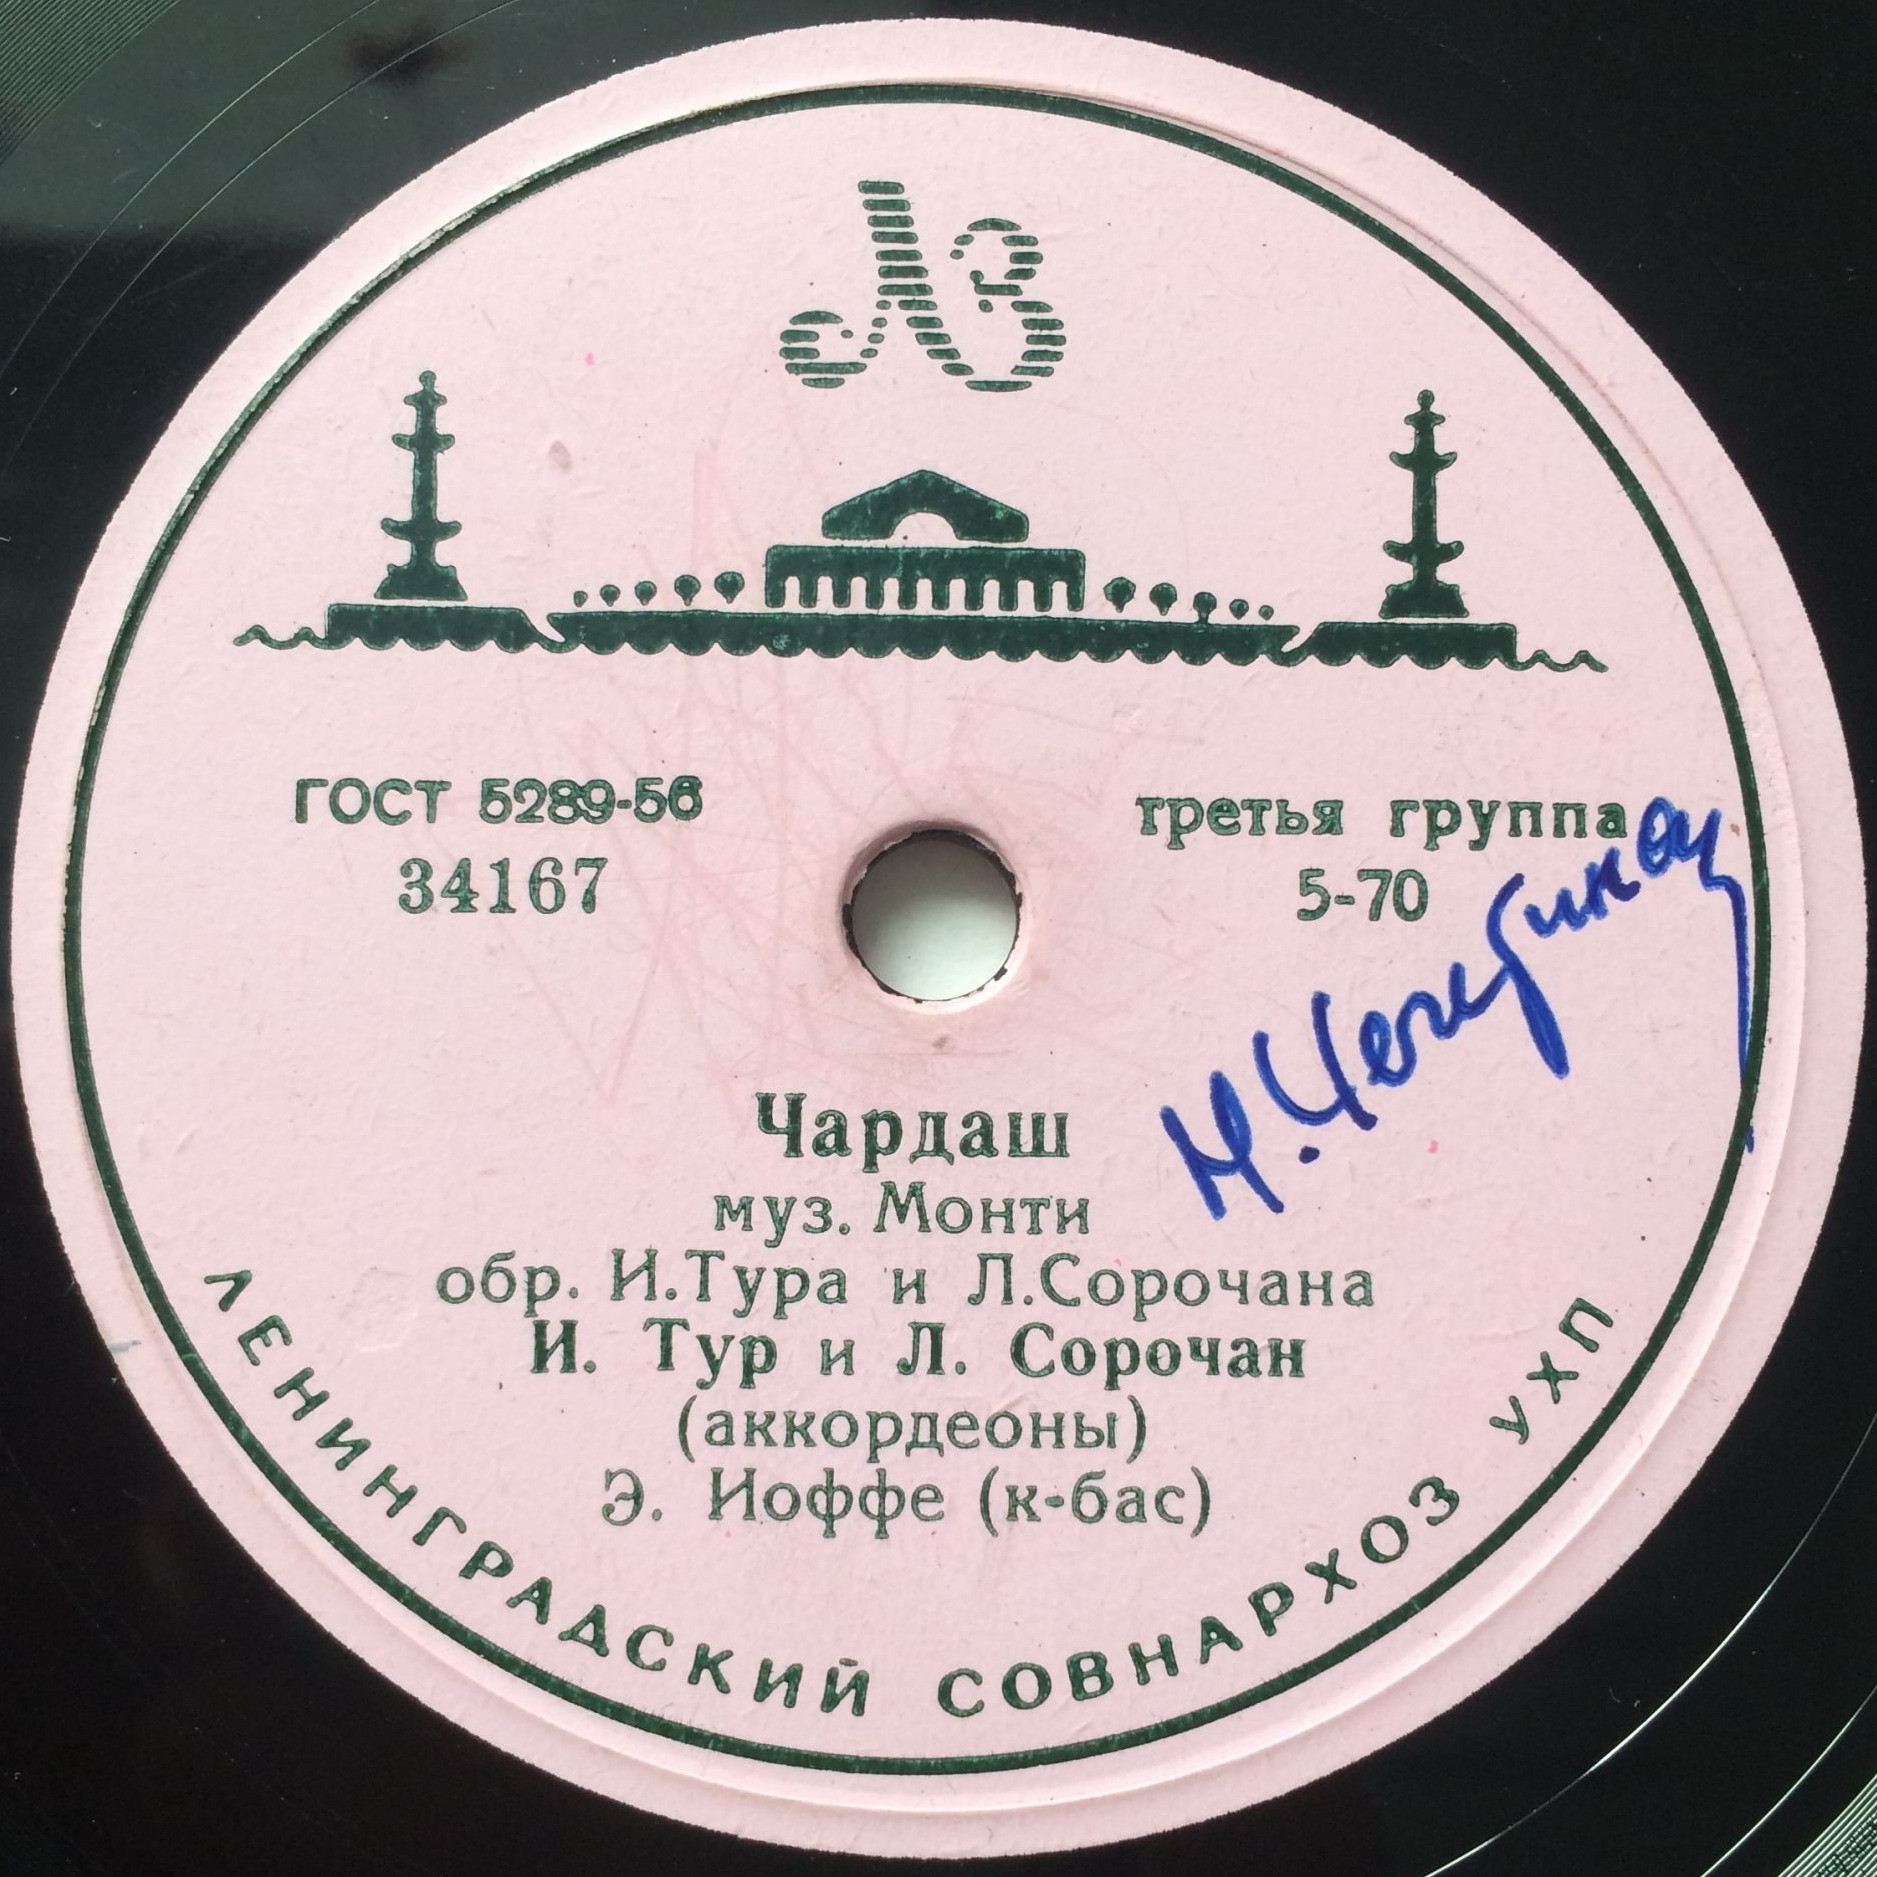 ЛЗ
ГОСТ 5289-56
34167
третья группа
5-70
Чардаш
муз. Монти
обр. И.Тура и Л.Сорочана
И. Тур и Л. Сорочан
(аккордеоны)
Э. Иоффе (к-бас)
ЛЕНИНГРАДСКИЙ СОВНАРХОЗ УХП